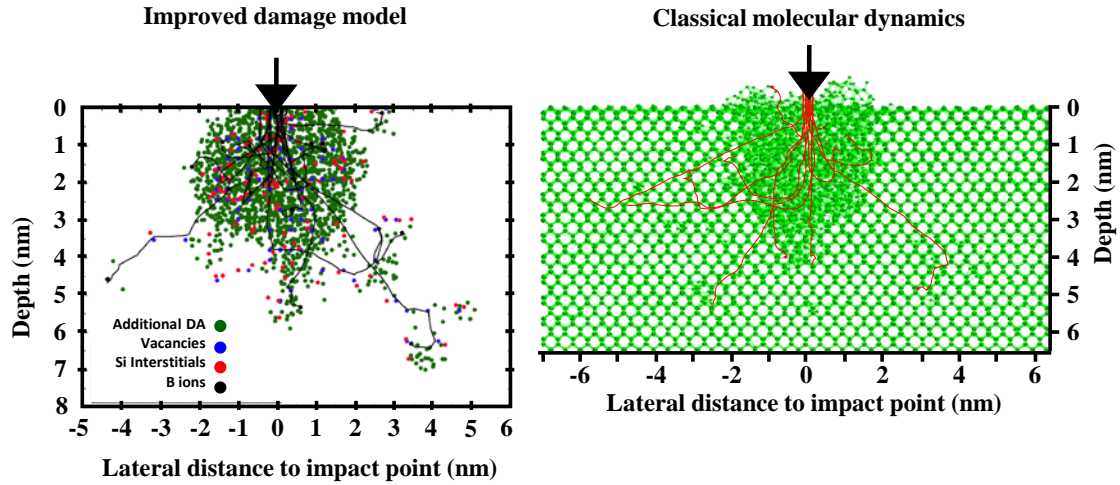 Improved damage model
0
1
2
3
4
5
6
7
8
Depth (nm)
Additional DA
Vacancies
Si Interstitials
B ions
-5 -4 -3 -2 -1 0 1 2 3 4 5 6
Lateral distance to impact point (nm)
Classical molecular dynamics
0
1
2
3
4
5
6
Depth (nm)
-6 -4 -2 0 2 4 6
Lateral distance to impact point (nm)